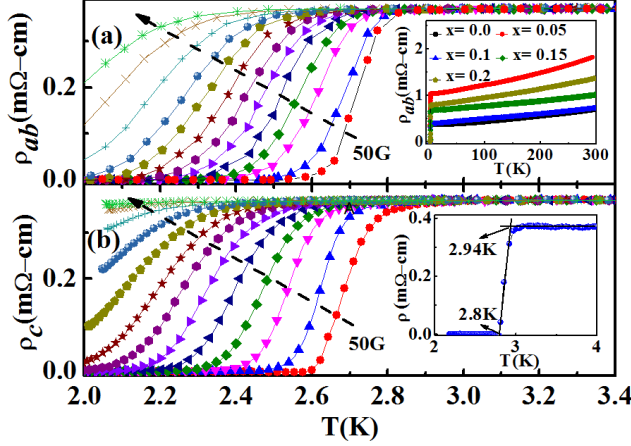 (a)
ρab(mΩ−cm)
0.2
0.0
50G
x= 0.0
x= 0.05
x= 0.1
x= 0.15
x= 0.2
ρab(mΩ−cm)
2
1
0
0
100
200
300
T(K)
(b)
ρc(mΩ−cm)
0.2
0.0
50G
ρ (mΩ−cm)
0.4
0.2
0.0
2.94K
2.8K
2
3
4
T(K)
2.0
2.2
2.4
2.6
2.8
3.0
3.2
3.4
T(K)